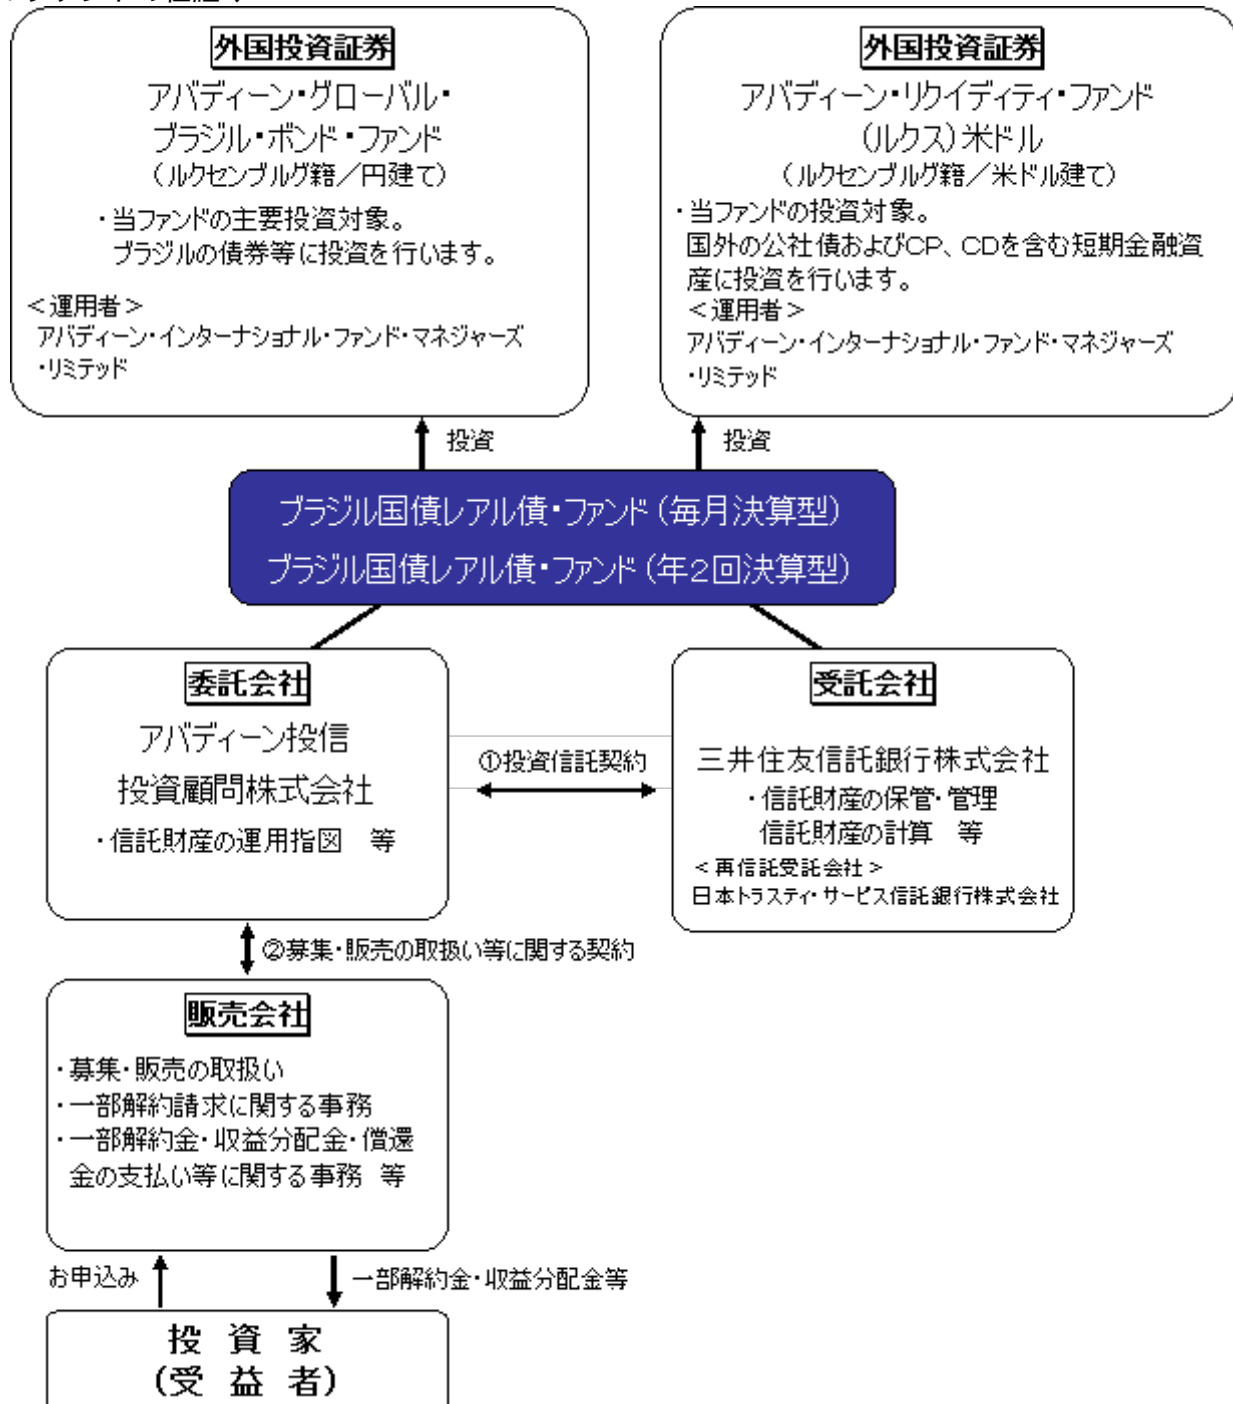 外国投資証券
アバディーン・グローバル・
ブラジル・ボンド・ファンド
(ルクセンブルグ籍/円建て)
・当ファンドの主要投資対象。
ブラジルの債券等に投資を行います。
<運用者>
アバディーン・インターナショナル・ファンド・マネジャーズ
・リミテッド
外国投資証券
アバディーン・リクイディティ・ファンド
(ルクス)米ドル
(ルクセンブルグ籍/米ドル建て)
・当ファンドの投資対象。
国外の公社債およびCP、CDを含む短期金融資
産に投資を行います。
<運用者>
アバディーン・インターナショナル・ファンド・マネジャーズ
・リミテッド
投資
投資
ブラジル国債レアル債・ファンド(毎月決算型)
ブラジル国債レアル債・ファンド(年2回決算型)
委託会社
アバディーン投信
投資顧問株式会社
・信託財産の運用指図 等
①投資信託契約
受託会社
三井住友信託銀行株式会社
・信託財産の保管・管理
信託財産の計算 等
<再信託受託会社>
日本トラスティ・サービス信託銀行株式会社
②募集・販売の取扱い等に関する契約
販売会社
・募集・販売の取扱い
・一部解約請求に関する事務
・一部解約金・収益分配金・償還
金の支払い等に関する事務 等
お申込み
一部解約金・収益分配金等
投 資 家
(受 益 者)